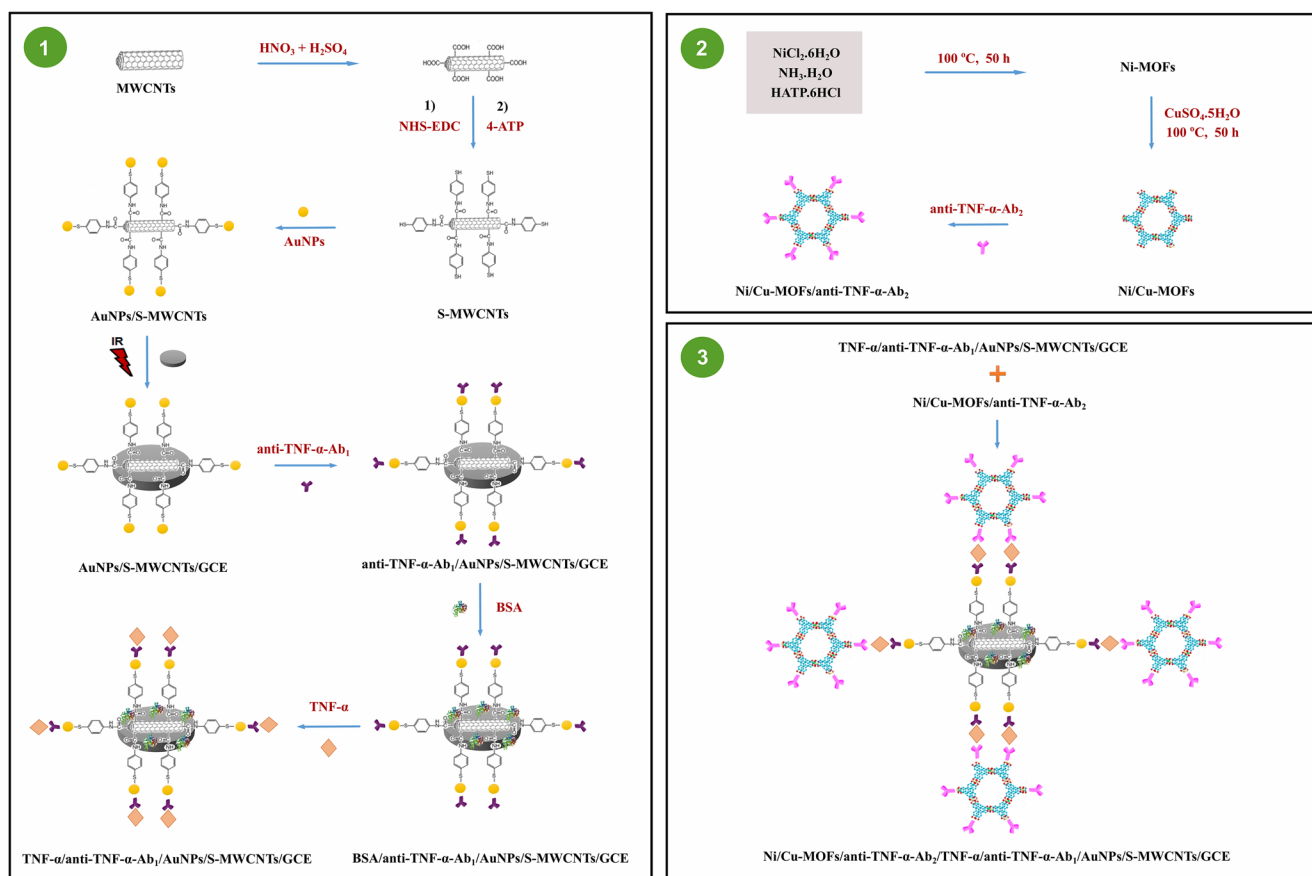 1
HNO₃ + H₂SO₄
MWCNTs
COOH
COOH
COOH
HOOC
COOH
COOH
COOH
COOH
1)
2)
NHS-EDC
4-ATP
AuNPs
AuNPs/S-MWCNTs
S-MWCNTs
IR
anti-TNF-α-Ab₁
AuNPs/S-MWCNTs/GCE
anti-TNF-α-Ab₁/AuNPs/S-MWCNTs/GCE
BSA
TNF-α
TNF-α/anti-TNF-α-Ab₁/AuNPs/S-MWCNTs/GCE
BSA/anti-TNF-α-Ab₁/AuNPs/S-MWCNTs/GCE
2
NiCl₂.6H₂O
NH₃.H₂O
HATP.6HCl
100 °C, 50 h
Ni-MOFs
CuSO₄.5H₂O
100 °C, 50 h
anti-TNF-α-Ab₂
Ni/Cu-MOFs/anti-TNF-α-Ab₂
Ni/Cu-MOFs
3
TNF-α/anti-TNF-α-Ab₁/AuNPs/S-MWCNTs/GCE
+
Ni/Cu-MOFs/anti-TNF-α-Ab₂
Ni/Cu-MOFs/anti-TNF-α-Ab₂/TNF-α/anti-TNF-α-Ab₁/AuNPs/S-MWCNTs/GCE